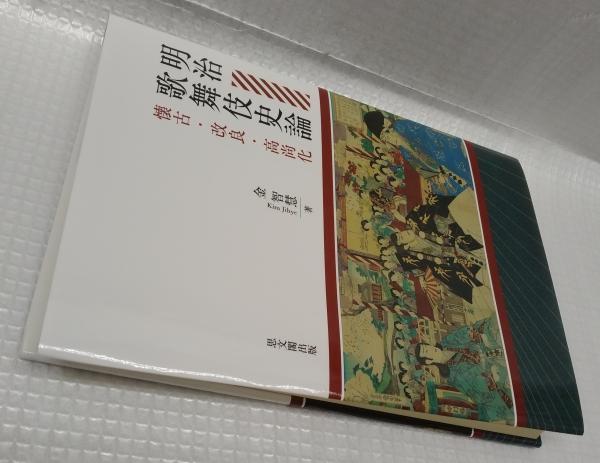 明治
歌舞伎史論
懐古・改良・高尚化
金智慧 著
Kim Jihye
思文閣出版